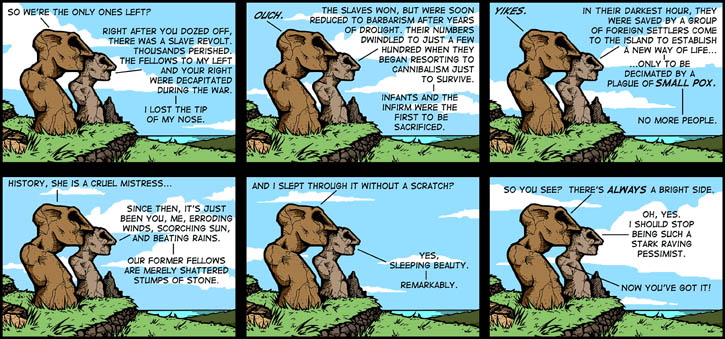 SO WE'RE THE ONLY ONES LEFT?
RIGHT AFTER YOU DOZED OFF,
THERE WAS A SLAVE REVOLT.
THOUSANDS PERISHED.
THE FELLOWS TO MY LEFT
AND YOUR RIGHT
WERE DECAPITATED
DURING THE WAR.
I LOST THE TIP
OF MY NOSE.
OUCH.
THE SLAVES WON, BUT WERE SOON
REDUCED TO BARBARISM AFTER YEARS
OF DROUGHT. THEIR NUMBERS
DWINDLED TO JUST A FEW
HUNDRED WHEN THEY
BEGAN RESORTING TO
CANNIBALISM JUST
TO SURVIVE.
INFANTS AND THE
INFIRM WERE THE
FIRST TO BE
SACRIFICED.
YIKES.
IN THEIR DARKEST HOUR, THEY
WERE SAVED BY A GROUP
OF FOREIGN SETTLERS COME
TO THE ISLAND TO ESTABLISH
A NEW WAY OF LIFE...
...ONLY TO BE
DECIMATED BY A
PLAGUE OF SMALL POX.
NO MORE PEOPLE.
HISTORY, SHE IS A CRUEL MISTRESS...
SINCE THEN, IT'S JUST
BEEN YOU, ME, ERRODING
WINDS, SCORCHING SUN,
AND BEATING RAINS.
OUR FORMER FELLOWS
ARE MERELY SHATTERED
STUMPS OF STONE.
AND I SLEPT THROUGH IT WITHOUT A SCRATCH?
YES,
SLEEPING BEAUTY.
REMARKABLY.
SO YOU SEE? THERE'S ALWAYS A BRIGHT SIDE.
OH, YES.
I SHOULD STOP
BEING SUCH A
STARK RAVING
PESSIMIST.
NOW YOU'VE GOT IT!